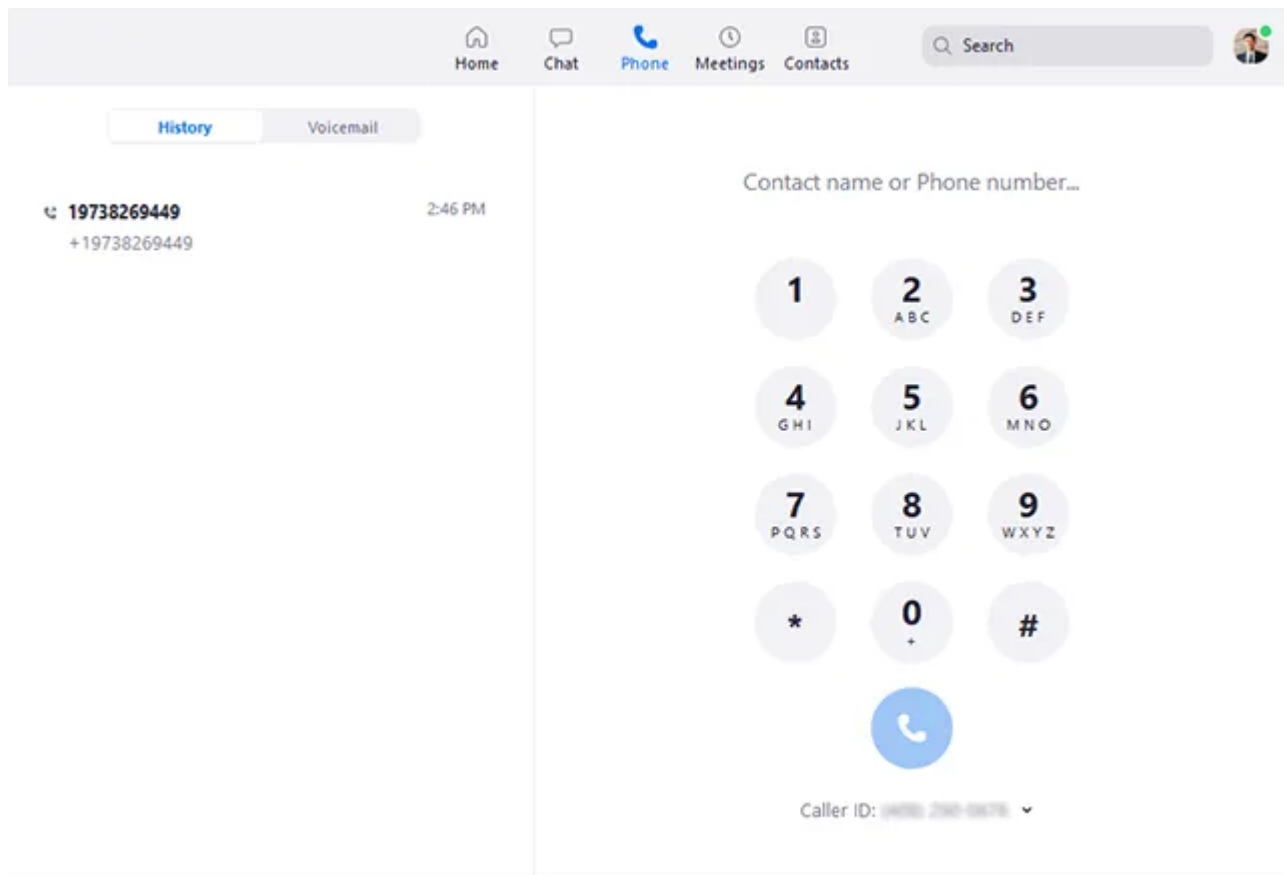 Home Chat Phone Meetings Contacts Search
History Voicemail
19738269449 2:46 PM
+19738269449
Contact name or Phone number...
1 2 3
ABC DEF
4 5 6
GHI JKL MNO
7 8 9
PQRS TUV WXYZ
* 0 #
+
Caller ID: